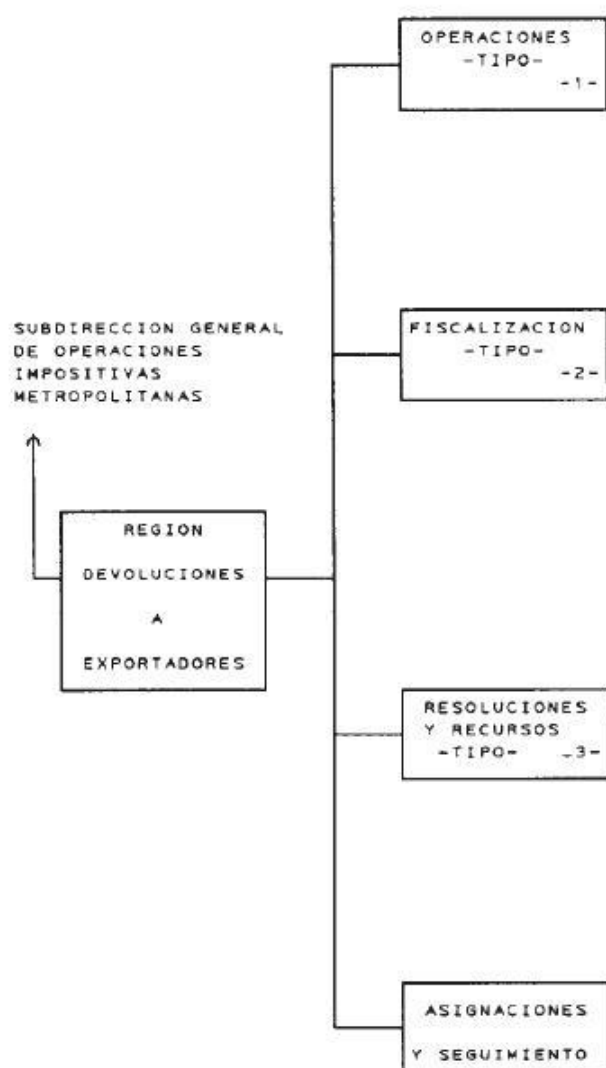 OPERACIONES
-TIPO-
-1-
SUBDIRECCION GENERAL
DE OPERACIONES
IMPOSITIVAS
METROPOLITANAS
FISCALIZACION
-TIPO-
-2-
REGION
DEVOLUCIONES
A
EXPORTADORES
RESOLUCIONES
Y RECURSOS
-TIPO- -3-
ASIGNACIONES
Y SEGUIMIENTO